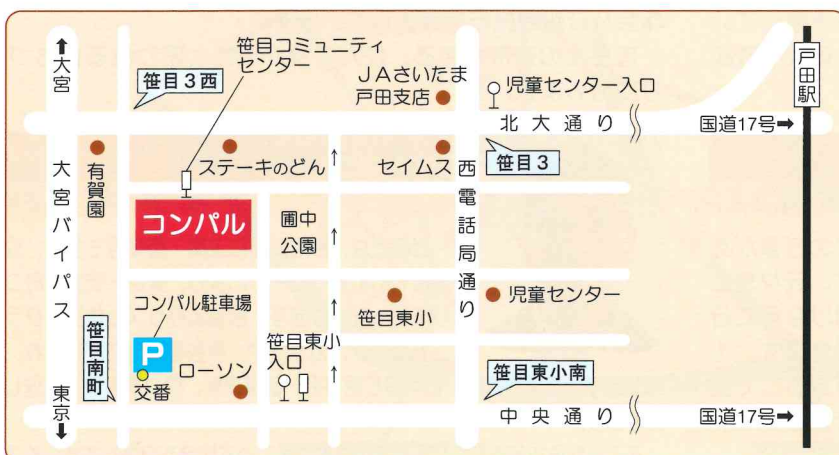 大宮
笹目3西
笹目コミュニティ
センター
JAさいたま
戸田支店
児童センター入口
戸田駅
北大通り
国道17号
有賀園
ステーキのどん
セイムス
笹目3
大宮バイパス
西電話局通り
コンパル
圃中
公園
コンパル駐車場
P
交番
笹目南町
ローソン
笹目東小
入口
笹目東小
児童センター
笹目東小南
東京
中央通り
国道17号